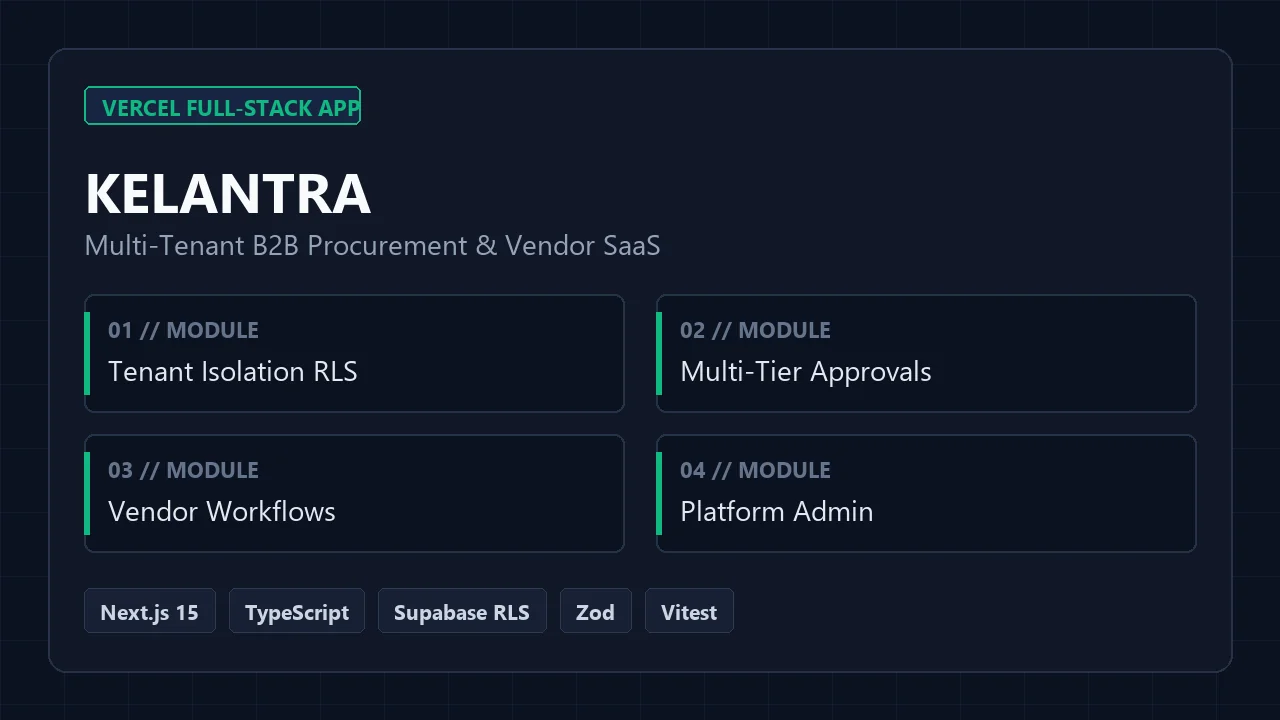 VERCEL FULL-STACK APP
KELANTRA
Multi-Tenant B2B Procurement & Vendor SaaS
01 // MODULE
Tenant Isolation RLS
02 // MODULE
Multi-Tier Approvals
03 // MODULE
Vendor Workflows
04 // MODULE
Platform Admin
Next.js 15
TypeScript
Supabase RLS
Zod
Vitest